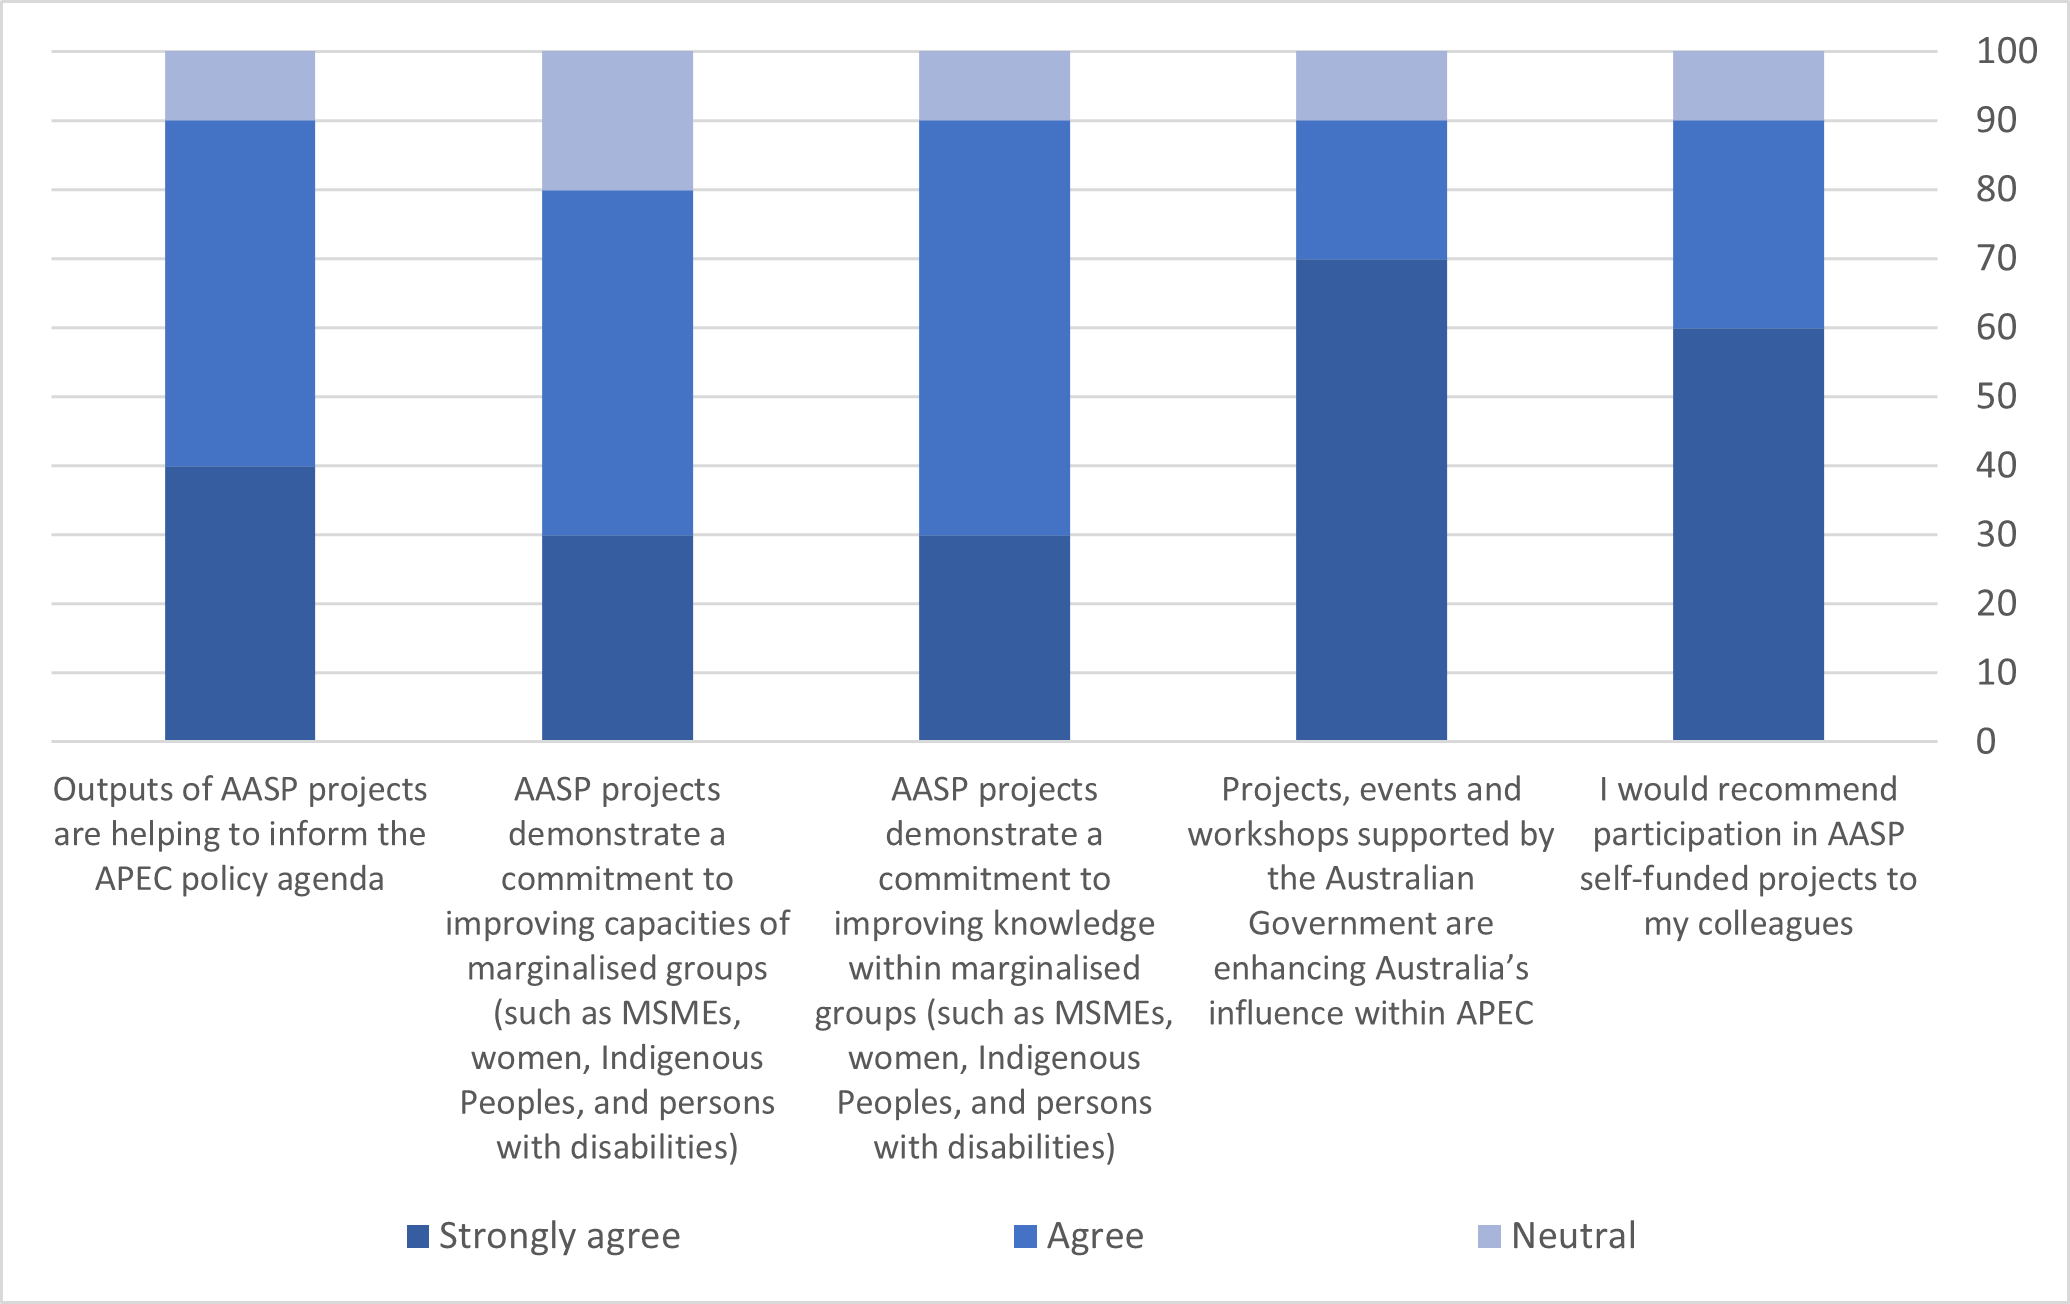 100
90
80
70
60
50
40
30
20
10
0
Outputs of AASP projects
are helping to inform the
APEC policy agenda
AASP projects
demonstrate a
commitment to
improving capacities of
marginalised groups
(such as MSMEs,
women, Indigenous
Peoples, and persons
with disabilities)
AASP projects
demonstrate a
commitment to
improving knowledge
within marginalised
groups (such as MSMEs,
women, Indigenous
Peoples, and persons
with disabilities)
Projects, events and
workshops supported by
the Australian
Government are
enhancing Australia’s
influence within APEC
I would recommend
participation in AASP
self-funded projects to
my colleagues
Strongly agree
Agree
Neutral